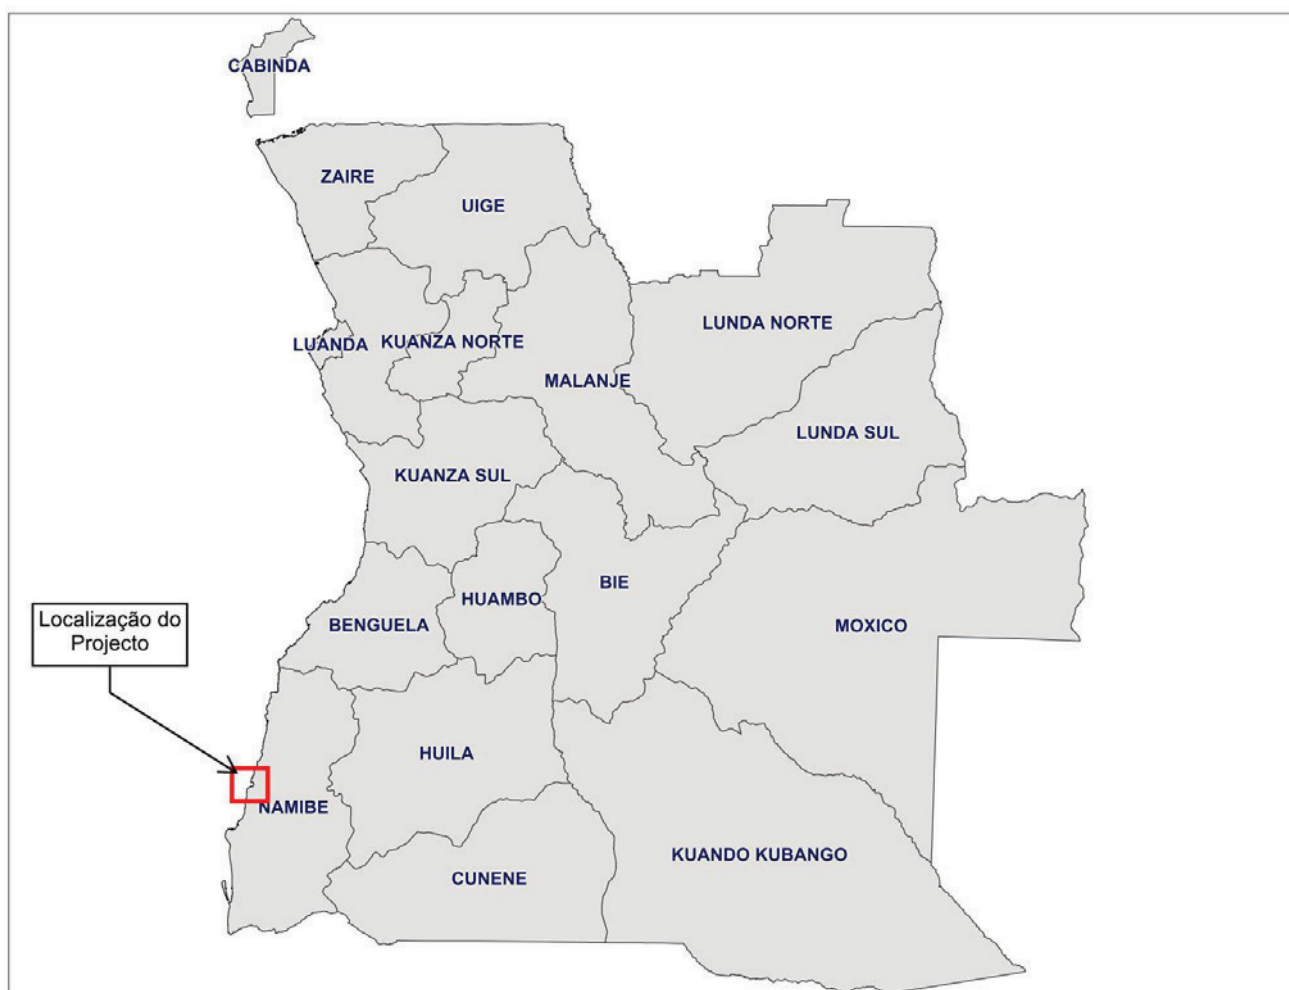 CABINDA
ZAIRE
UIGE
LUNDA NORTE
LUANDA
KUANZA NORTE
MALANJE
LUNDA SUL
KUANZA SUL
BIE
HUAMBO
BENGUELA
MOXICO
Localização do
Projecto
HUILA
NAMIBE
KUANDO KUBANGO
CUNENE